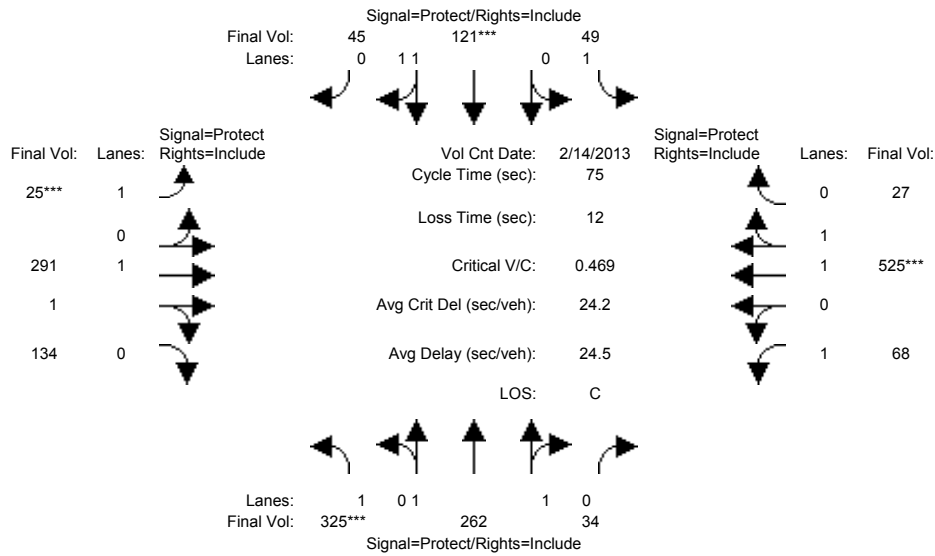 Signal=Protect/Rights=Include
Final Vol: 45 121*** 49
Lanes: 0 1 1 0 1
Signal=Protect
Final Vol: Lanes: Rights=Include
Vol Cnt Date: 2/14/2013
Signal=Protect
Rights=Include Lanes: Final Vol:
Cycle Time (sec): 75
25*** 1
0 27
Loss Time (sec): 12
0
1
291 1
Critical V/C: 0.469
1 525***
1
Avg Crit Del (sec/veh): 24.2
0
134 0
Avg Delay (sec/veh): 24.5
1 68
LOS: C
Lanes: 1 0 1 1 0
Final Vol: 325*** 262 34
Signal=Protect/Rights=Include